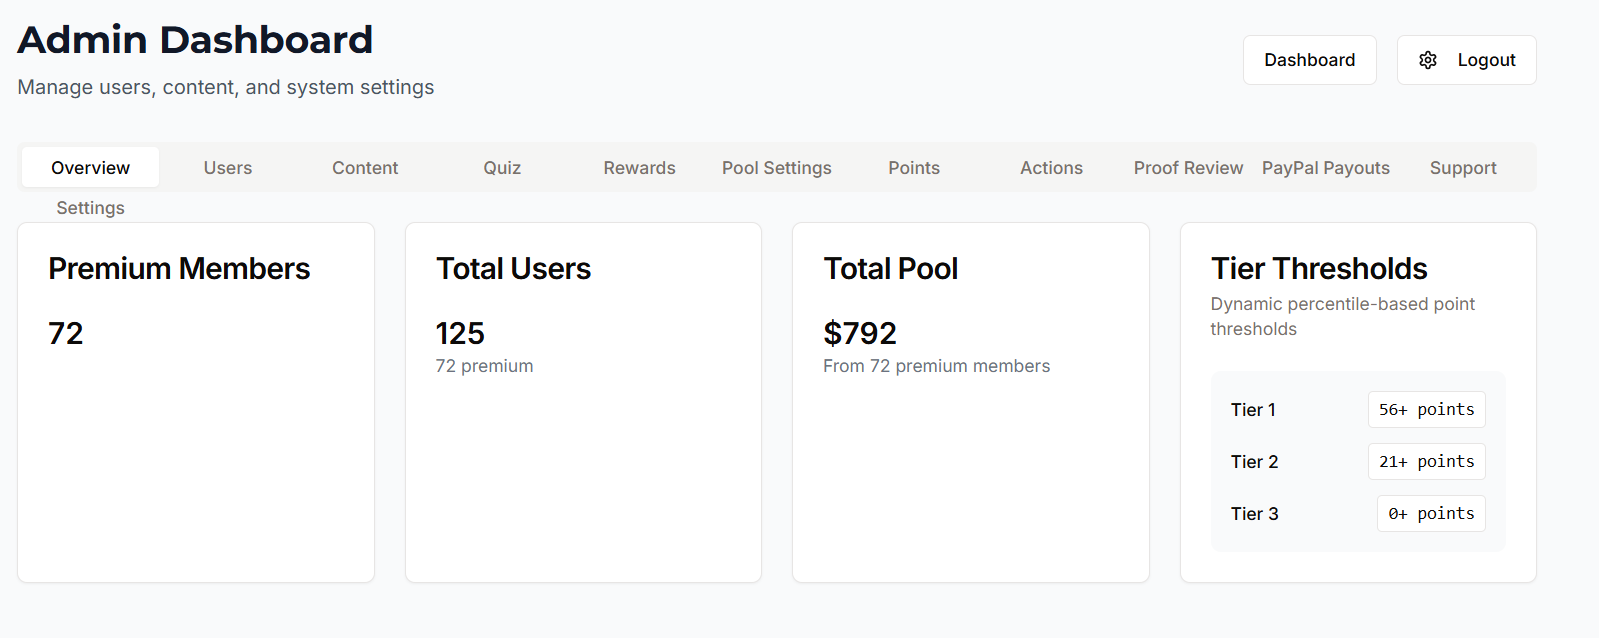 Admin Dashboard
Manage users, content, and system settings
Dashboard
Logout
Overview Users Content Quiz Rewards Pool Settings Points Actions Proof Review PayPal Payouts Support
Settings
Premium Members
72
Total Users
125
72 premium
Total Pool
$792
From 72 premium members
Tier Thresholds
Dynamic percentile-based point
thresholds
Tier 1 56+ points
Tier 2 21+ points
Tier 3 0+ points